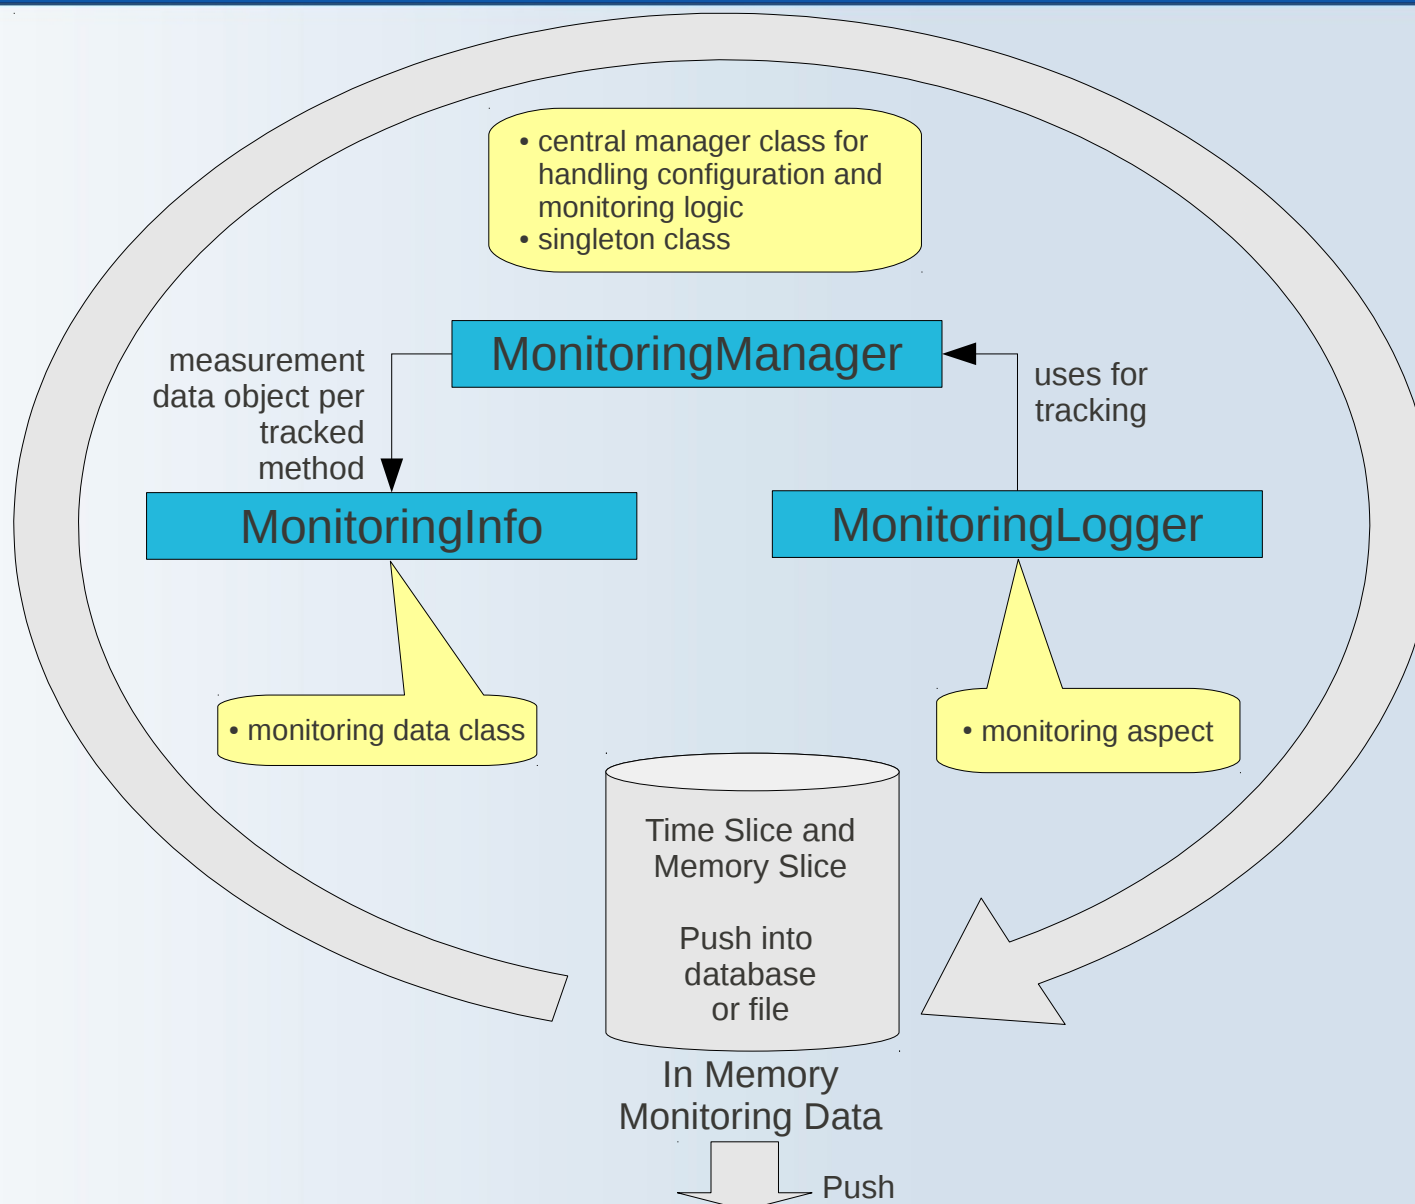 • central manager class for
handling configuration and
monitoring logic
• singleton class
MonitoringManager
measurement
data object per
tracked
method
uses for
tracking
MonitoringInfo
MonitoringLogger
• monitoring data class
• monitoring aspect
Time Slice and
Memory Slice
Push into
database
or file
In Memory
Monitoring Data
Push